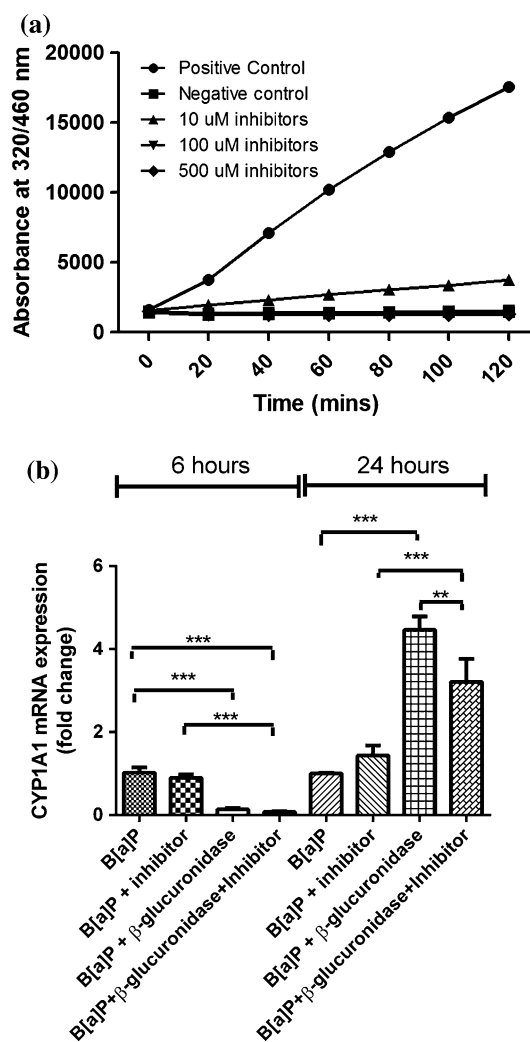 (a)
20000
15000
10000
5000
0
Absorbance at 320/460 nm
Positive Control
Negative control
10 uM inhibitors
100 uM inhibitors
500 uM inhibitors
0 20 40 60 80 100 120
Time (mins)
(b)
6 hours 24 hours
***
***
**
***
***
***
6
4
2
0
CYP1A1 mRNA expression
(fold change)
B[a]P
B[a]P + inhibitor
B[a]P + β-glucuronidase
B[a]P+β-glucuronidase+Inhibitor
B[a]P
B[a]P + inhibitor
B[a]P + β-glucuronidase
B[a]P+β-glucuronidase+Inhibitor